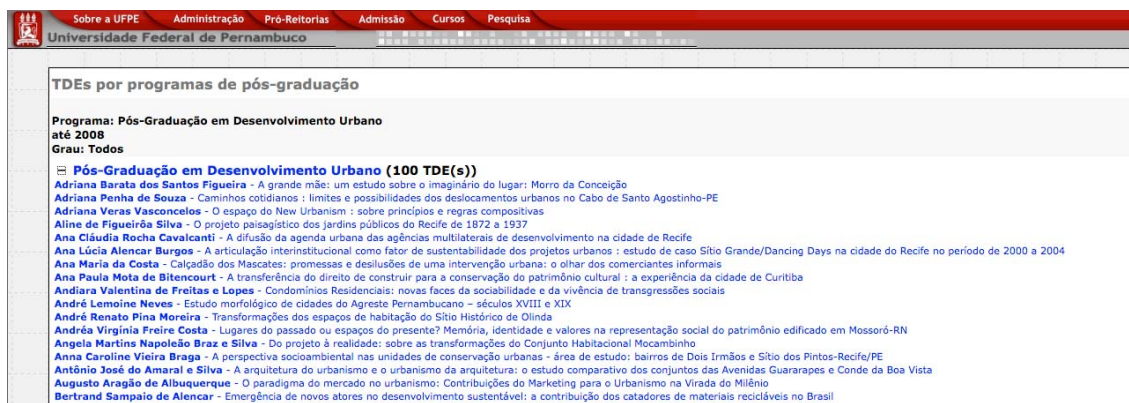 Sobre a UFPE Administração Pró-Reitorias Admissão Cursos Pesquisa
Universidade Federal de Pernambuco
TDEs por programas de pós-graduação
Programa: Pós-Graduação em Desenvolvimento Urbano
até 2008
Grau: Todos
Pós-Graduação em Desenvolvimento Urbano (100 TDE(s))
Adriana Barata dos Santos Figueira - A grande mãe: um estudo sobre o imaginário do lugar: Morro da Conceição
Adriana Penha de Souza - Caminhos cotidianos : limites e possibilidades dos deslocamentos urbanos no Cabo de Santo Agostinho-PE
Adriana Veras Vasconcelos - O espaço do New Urbanism : sobre princípios e regras compositivas
Aline de Figueirôa Silva - O projeto paisagístico dos jardins públicos do Recife de 1872 a 1937
Ana Cláudia Rocha Cavalcanti - A difusão da agenda urbana das agências multilaterais de desenvolvimento na cidade de Recife
Ana Lúcia Alencar Burgos - A articulação interinstitucional como fator de sustentabilidade dos projetos urbanos : estudo de caso Sítio Grande/Dancing Days na cidade do Recife no período de 2000 a 2004
Ana Maria da Costa - Calçadão dos Mascates: promessas e desilusões de uma intervenção urbana: o olhar dos comerciantes informais
Ana Paula Mota de Bitencourt - A transferência do direito de construir para a conservação do patrimônio cultural : a experiência da cidade de Curitiba
Andiara Valentina de Freitas e Lopes - Condomínios Residenciais: novas faces da sociabilidade e da vivência de transgressões sociais
André Lemoine Neves - Estudo morfológico de cidades do Agreste Pernambucano – séculos XVIII e XIX
André Renato Pina Moreira - Transformações dos espaços de habitação do Sítio Histórico de Olinda
Andréa Virgínia Freire Costa - Lugares do passado ou espaços do presente? Memória, identidade e valores na representação social do patrimônio edificado em Mossoró-RN
Angela Martins Napoleão Braz e Silva - Do projeto à realidade: sobre as transformações do Conjunto Habitacional Mocambinho
Anna Caroline Vieira Braga - A perspectiva socioambiental nas unidades de conservação urbanas - área de estudo: bairros de Dois Irmãos e Sítio dos Pintos-Recife/PE
Antônio José do Amaral e Silva - A arquitetura do urbanismo e o urbanismo da arquitetura: o estudo comparativo dos conjuntos das Avenidas Guararapes e Conde da Boa Vista
Augusto Aragão de Albuquerque - O paradigma do mercado no urbanismo: Contribuições do Marketing para o Urbanismo na Virada do Milênio
Bertrand Sampaio de Alencar - Emergência de novos atores no desenvolvimento sustentável: a contribuição dos catadores de materiais recicláveis no Brasil